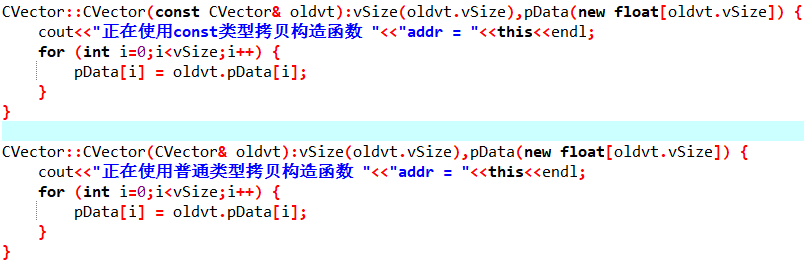 CVector::CVector(const CVector& oldvt):vSize(oldvt.vSize),pData(new float[oldvt.vSize]) {
    cout<<"正在使用const类型拷贝构造函数 "<<"addr = "<<this<<endl;
    for (int i=0;i<vSize;i++) {
        pData[i] = oldvt.pData[i];
    }
}
CVector::CVector(CVector& oldvt):vSize(oldvt.vSize),pData(new float[oldvt.vSize]) {
    cout<<"正在使用普通类型拷贝构造函数 "<<"addr = "<<this<<endl;
    for (int i=0;i<vSize;i++) {
        pData[i] = oldvt.pData[i];
    }
}